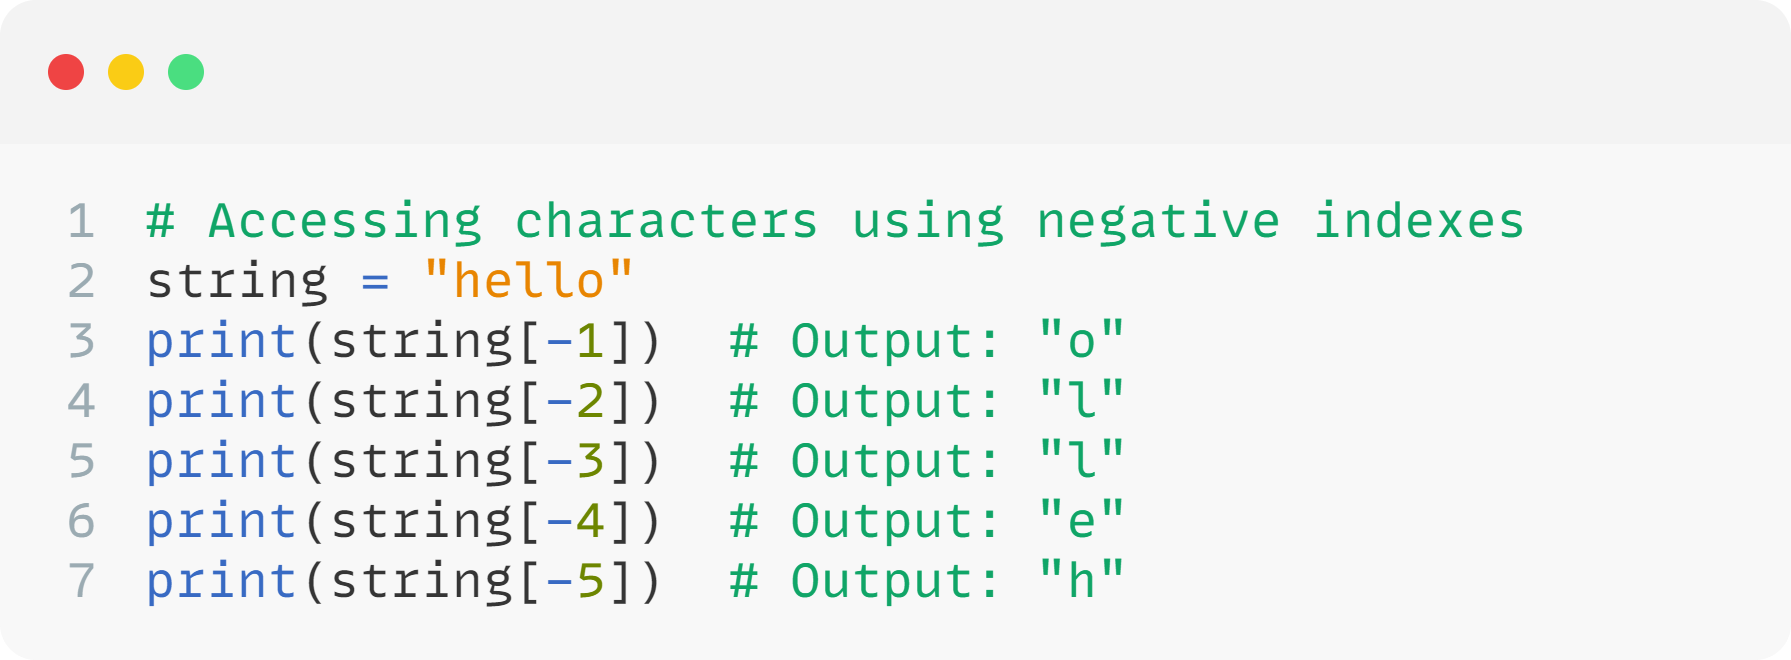 1 # Accessing characters using negative indexes
2 string = "hello"
3 print(string[-1])  # Output: "o"
4 print(string[-2])  # Output: "l"
5 print(string[-3])  # Output: "l"
6 print(string[-4])  # Output: "e"
7 print(string[-5])  # Output: "h"